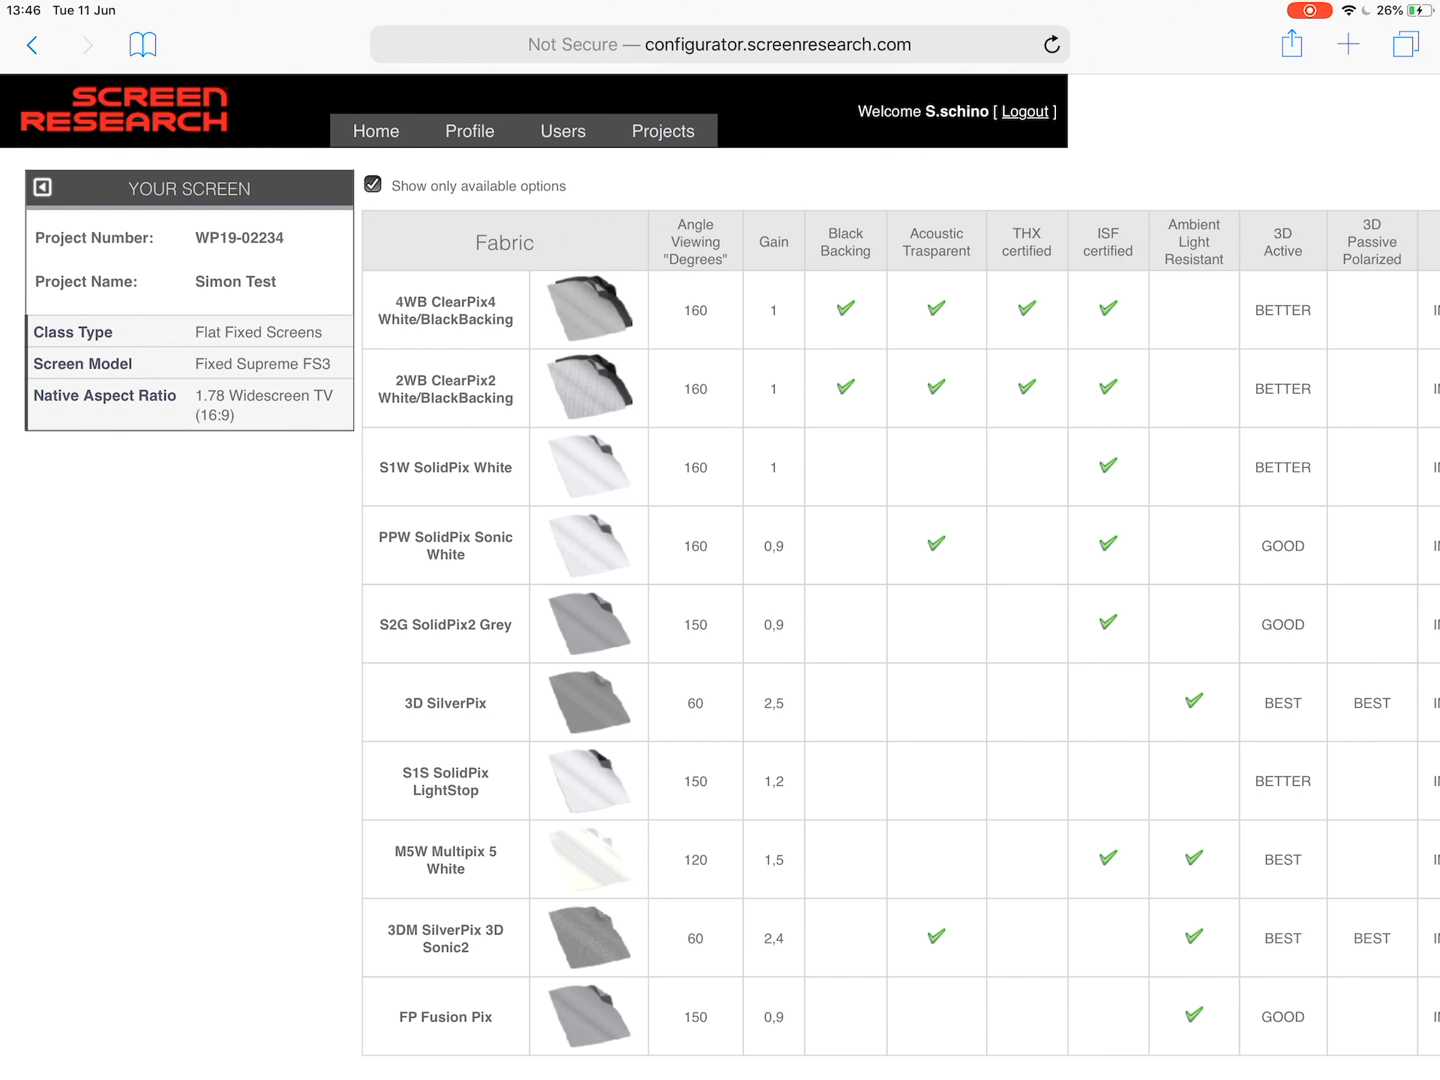 13:46 Tue 11 Jun
26%
Not Secure — configurator.screenresearch.com
SCREEN
RESEARCH
Home Profile Users Projects
Welcome S.schino [ Logout ]
YOUR SCREEN
Project Number: WP19-02234
Project Name: Simon Test
Class Type Flat Fixed Screens
Screen Model Fixed Supreme FS3
Native Aspect Ratio 1.78 Widescreen TV
(16:9)
Show only available options
Fabric
Angle
Viewing
"Degrees"
Gain
Black
Backing
Acoustic
Trasparent
THX
certified
ISF
certified
Ambient
Light
Resistant
3D
Active
3D
Passive
Polarized
4WB ClearPix4
White/BlackBacking
160 1 BETTER
2WB ClearPix2
White/BlackBacking
160 1 BETTER
S1W SolidPix White 160 1 BETTER
PPW SolidPix Sonic
White
160 0,9 GOOD
S2G SolidPix2 Grey 150 0,9 GOOD
3D SilverPix 60 2,5 BEST BEST
S1S SolidPix
LightStop
150 1,2 BETTER
M5W Multipix 5
White
120 1,5 BEST
3DM SilverPix 3D
Sonic2
60 2,4 BEST BEST
FP Fusion Pix 150 0,9 GOOD